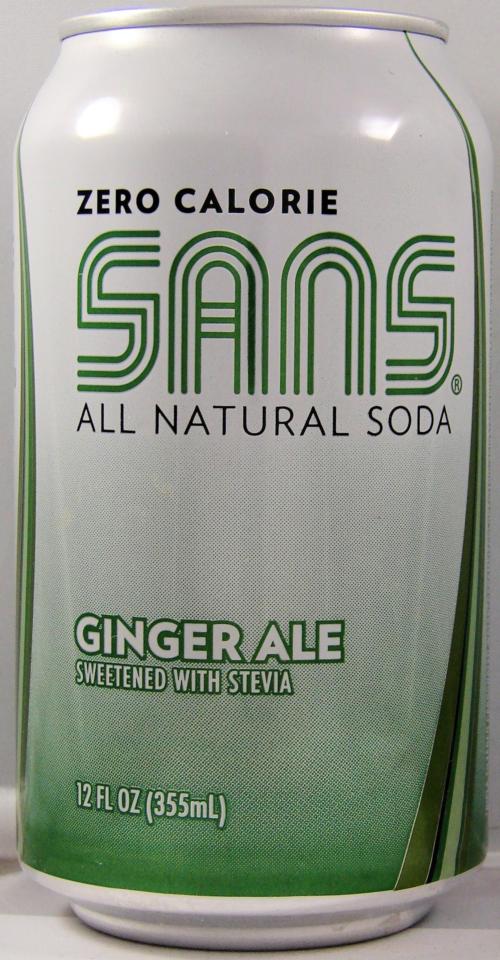 ZERO CALORIE
SANS®
ALL NATURAL SODA
GINGER ALE
SWEETENED WITH STEVIA
12 FL OZ (355mL)